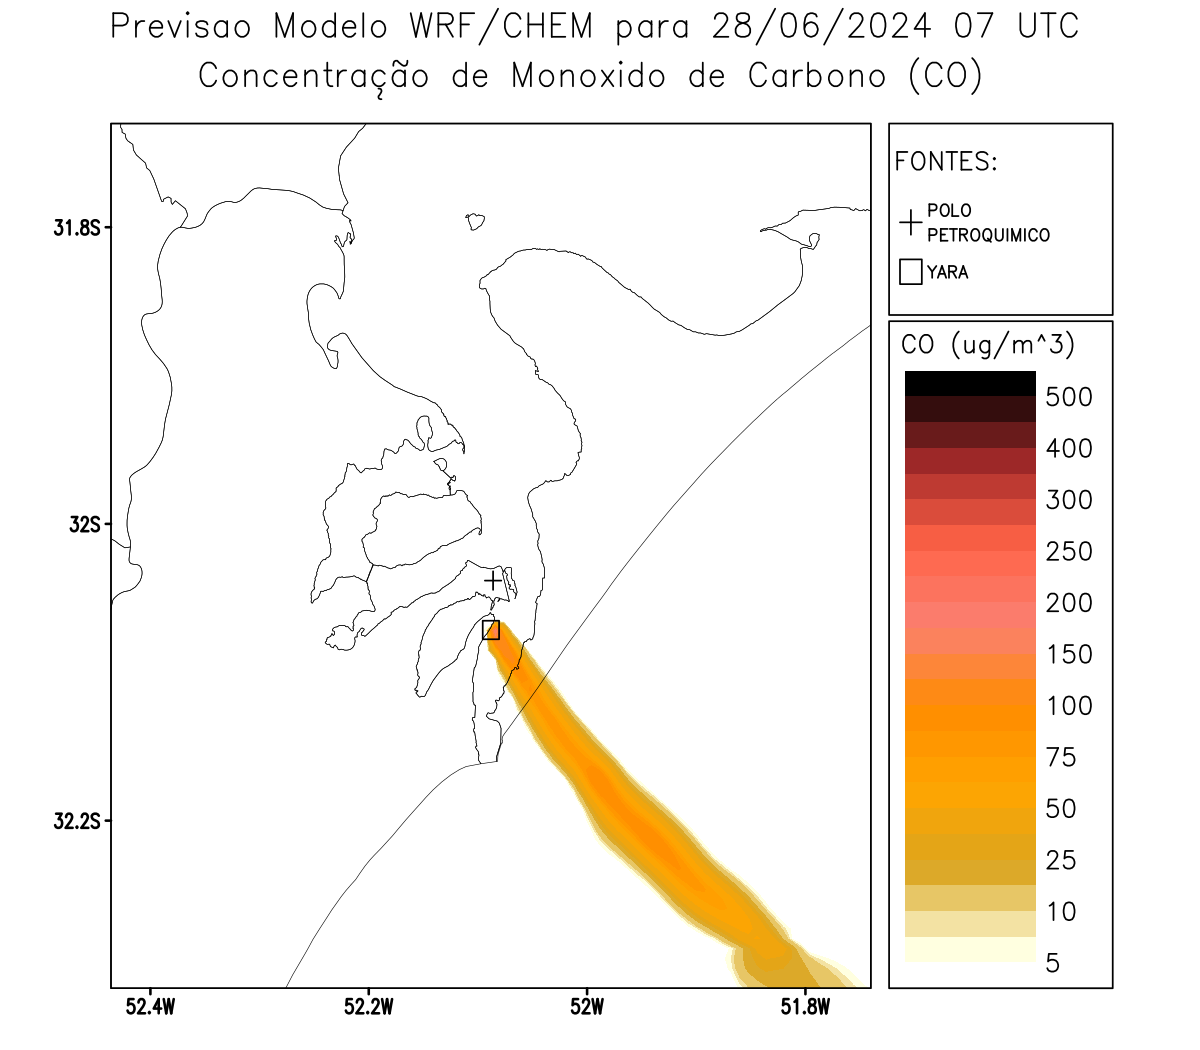 Previsao Modelo WRF/CHEM para 28/06/2024 07 UTC
Concentração de Monoxido de Carbono (CO)
FONTES:
POLO
PETROQUIMICO
YARA
CO (ug/m^3)
500
400
300
250
200
150
100
75
50
25
10
5
31.8S
32S
32.2S
52.4W
52.2W
52W
51.8W